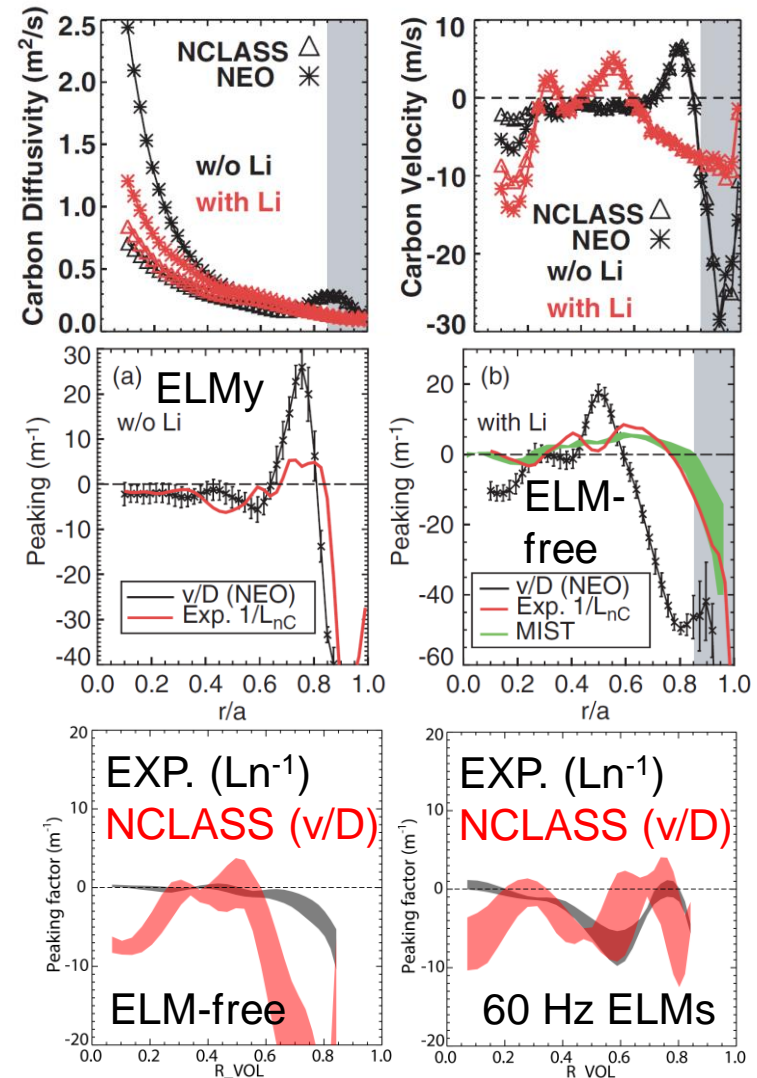 Carbon Diffusivity (m²/s)
2.5
2.0
1.5
1.0
0.5
0.0
NCLASS △
NEO ✳
w/o Li
with Li
Carbon Velocity (m/s)
10
0
-10
-20
-30
NCLASS △
NEO ✳
w/o Li
with Li
Peaking (m⁻¹)
30
20
10
0
-10
-20
-30
-40
(a) ELMy
w/o Li
v/D (NEO)
Exp. 1/LnC
0.0 0.2 0.4 0.6 0.8 1.0
r/a
Peaking (m⁻¹)
20
0
-20
-40
-60
(b)
with Li
ELM-
free
v/D (NEO)
Exp. 1/LnC
MIST
0.0 0.2 0.4 0.6 0.8 1.0
r/a
Peaking factor (m⁻¹)
20
10
0
-10
-20
EXP. (Ln⁻¹)
NCLASS (v/D)
ELM-free
0.0 0.2 0.4 0.6 0.8 1.0
R_VOL
Peaking factor (m⁻¹)
20
10
0
-10
-20
EXP. (Ln⁻¹)
NCLASS (v/D)
60 Hz ELMs
0.0 0.2 0.4 0.6 0.8 1.0
R_VOL